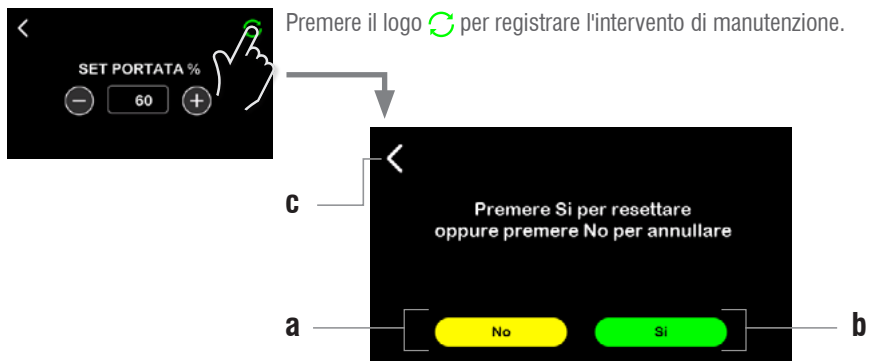 Premere il logo per registrare l'intervento di manutenzione.
SET PORTATA %
60
c
Premere Si per resettare
oppure premere No per annullare
a
No
Si
b